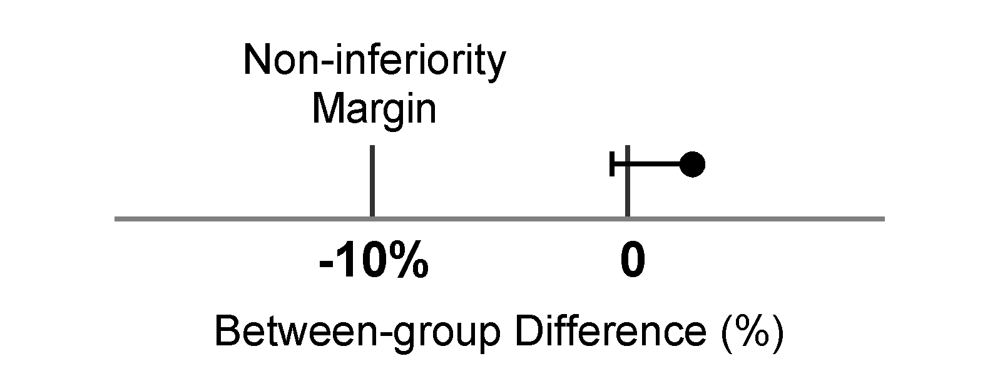 Non-inferiority
Margin
-10%
0
Between-group Difference (%)